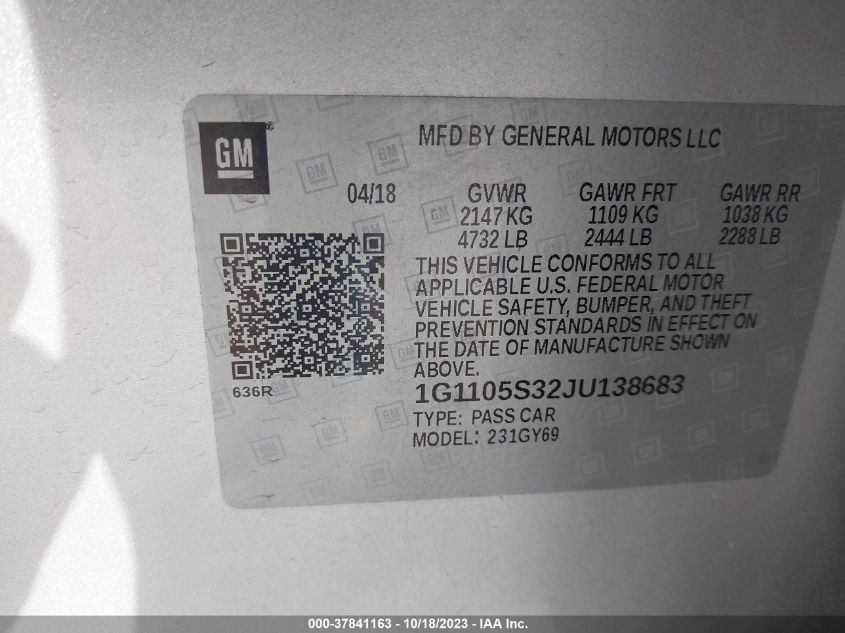 GM®
MFD BY GENERAL MOTORS LLC
04/18 GVWR GAWR FRT GAWR RR
2147 KG 1109 KG 1038 KG
4732 LB 2444 LB 2288 LB
THIS VEHICLE CONFORMS TO ALL
APPLICABLE U.S. FEDERAL MOTOR
VEHICLE SAFETY, BUMPER, AND THEFT
PREVENTION STANDARDS IN EFFECT ON
THE DATE OF MANUFACTURE SHOWN
ABOVE.
636R
1G1105S32JU138683
TYPE: PASS CAR
MODEL: 231GY69
000-37841163 - 10/18/2023 - IAA Inc.